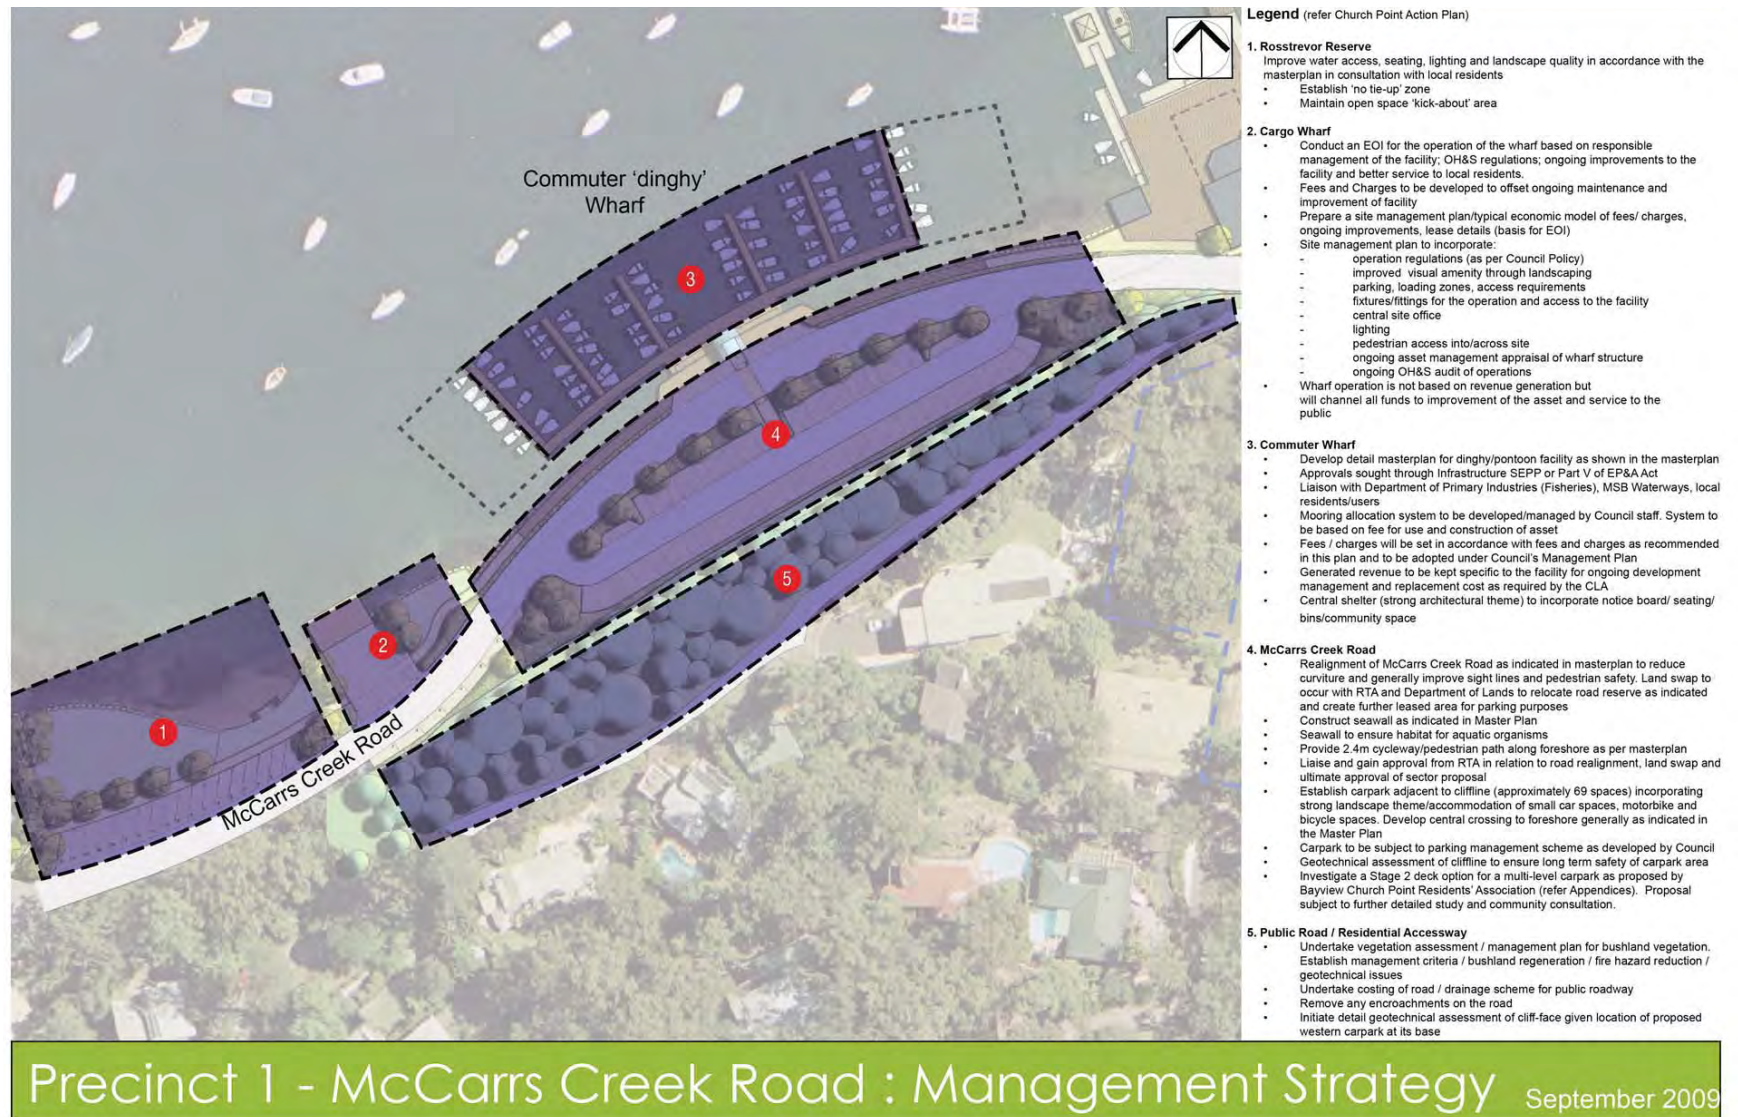 Commuter ‘dinghy’
Wharf
3
4
5
2
1
McCarrs Creek Road
Legend (refer Church Point Action Plan)
1. Rosstrevor Reserve
Improve water access, seating, lighting and landscape quality in accordance with the
masterplan in consultation with local residents
• Establish ‘no tie-up’ zone
• Maintain open space ‘kick-about’ area
2. Cargo Wharf
• Conduct an EOI for the operation of the wharf based on responsible
management of the facility; OH&S regulations; ongoing improvements to the
facility and better service to local residents.
• Fees and Charges to be developed to offset ongoing maintenance and
improvement of facility
• Prepare a site management plan/typical economic model of fees/ charges,
ongoing improvements, lease details (basis for EOI)
• Site management plan to incorporate:
- operation regulations (as per Council Policy)
- improved visual amenity through landscaping
- parking, loading zones, access requirements
- fixtures/fittings for the operation and access to the facility
- central site office
- lighting
- pedestrian access into/across site
- ongoing asset management appraisal of wharf structure
- ongoing OH&S audit of operations
• Wharf operation is not based on revenue generation but
will channel all funds to improvement of the asset and service to the
public
3. Commuter Wharf
• Develop detail masterplan for dinghy/pontoon facility as shown in the masterplan
• Approvals sought through Infrastructure SEPP or Part V of EP&A Act
• Liaison with Department of Primary Industries (Fisheries), MSB Waterways, local
residents/users
• Mooring allocation system to be developed/managed by Council staff. System to
be based on fee for use and construction of asset
• Fees / charges will be set in accordance with fees and charges as recommended
in this plan and to be adopted under Council’s Management Plan
• Generated revenue to be kept specific to the facility for ongoing development
management and replacement cost as required by the CLA
• Central shelter (strong architectural theme) to incorporate notice board/ seating/
bins/community space
4. McCarrs Creek Road
• Realignment of McCarrs Creek Road as indicated in masterplan to reduce
curviture and generally improve sight lines and pedestrian safety. Land swap to
occur with RTA and Department of Lands to relocate road reserve as indicated
and create further leased area for parking purposes
• Construct seawall as indicated in Master Plan
• Seawall to ensure habitat for aquatic organisms
• Provide 2.4m cycleway/pedestrian path along foreshore as per masterplan
• Liaise and gain approval from RTA in relation to road realignment, land swap and
ultimate approval of sector proposal
• Establish carpark adjacent to cliffline (approximately 69 spaces) incorporating
strong landscape theme/accommodation of small car spaces, motorbike and
bicycle spaces. Develop central crossing to foreshore generally as indicated in
the Master Plan
• Carpark to be subject to parking management scheme as developed by Council
• Geotechnical assessment of cliffline to ensure long term safety of carpark area
• Investigate a Stage 2 deck option for a multi-level carpark as proposed by
Bayview Church Point Residents’ Association (refer Appendices). Proposal
subject to further detailed study and community consultation.
5. Public Road / Residential Accessway
• Undertake vegetation assessment / management plan for bushland vegetation.
Establish management criteria / bushland regeneration / fire hazard reduction /
geotechnical issues
• Undertake costing of road / drainage scheme for public roadway
• Remove any encroachments on the road
• Initiate detail geotechnical assessment of cliff-face given location of proposed
western carpark at its base
Precinct 1 - McCarrs Creek Road : Management Strategy September 2009